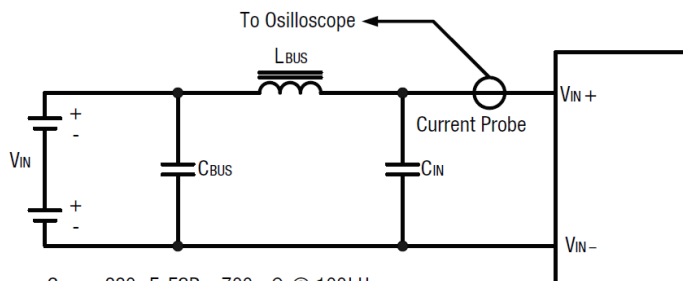 To Osilloscope
LBUS
VIN +
Current Probe
+
-
VIN
CBUS
CIN
+
-
VIN -